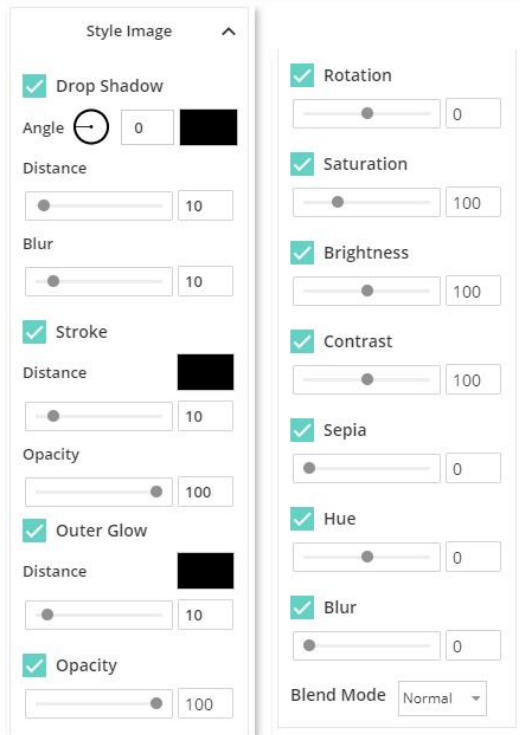 Style Image
Drop Shadow
Angle 0
Distance
10
Blur
10
Stroke
Distance
10
Opacity
100
Outer Glow
Distance
10
Opacity
100
Rotation
0
Saturation
100
Brightness
100
Contrast
100
Sepia
0
Hue
0
Blur
0
Blend Mode Normal